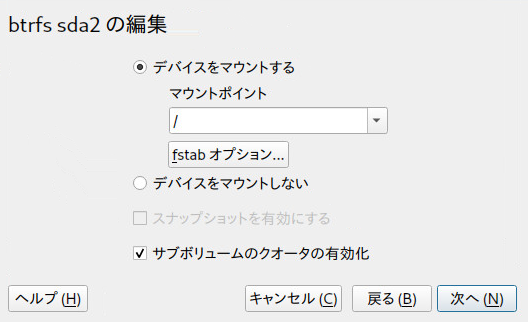 btrfs sda2 の編集
デバイスをマウントする
マウントポイント
/
fstab オプション...
デバイスをマウントしない
スナップショットを有効にする
サブボリュームのクオータの有効化
ヘルプ (H) キャンセル (C) 戻る (B) 次へ (N)